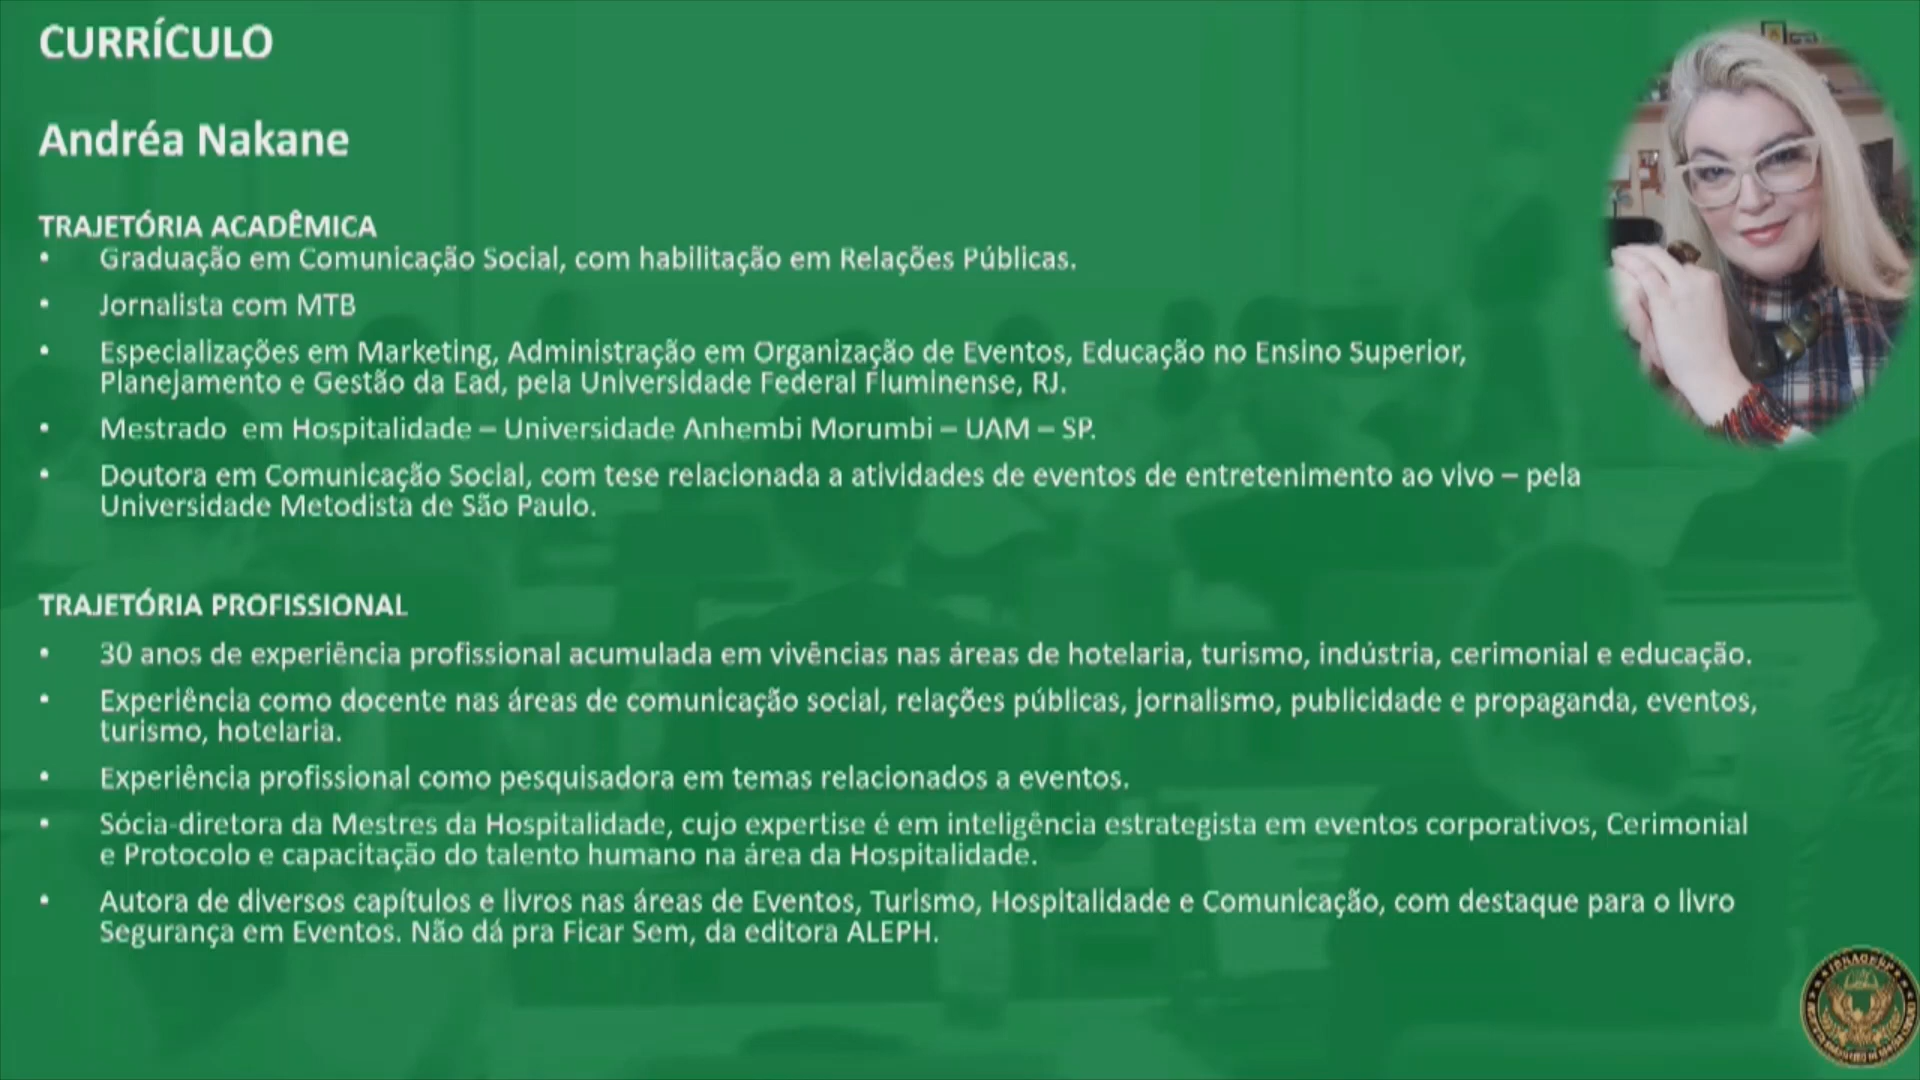 CURRÍCULO
Andréa Nakane
TRAJETÓRIA ACADÊMICA
• Graduação em Comunicação Social, com habilitação em Relações Públicas.
• Jornalista com MTB
• Especializações em Marketing, Administração em Organização de Eventos, Educação no Ensino Superior,
Planejamento e Gestão da Ead, pela Universidade Federal Fluminense, RJ.
• Mestrado em Hospitalidade – Universidade Anhembi Morumbi – UAM – SP.
• Doutora em Comunicação Social, com tese relacionada a atividades de eventos de entretenimento ao vivo – pela
Universidade Metodista de São Paulo.
TRAJETÓRIA PROFISSIONAL
• 30 anos de experiência profissional acumulada em vivências nas áreas de hotelaria, turismo, indústria, cerimonial e educação.
• Experiência como docente nas áreas de comunicação social, relações públicas, jornalismo, publicidade e propaganda, eventos,
turismo, hotelaria.
• Experiência profissional como pesquisadora em temas relacionados a eventos.
• Sócia-diretora da Mestres da Hospitalidade, cujo expertise é em inteligência estrategista em eventos corporativos, Cerimonial
e Protocolo e capacitação do talento humano na área da Hospitalidade.
• Autora de diversos capítulos e livros nas áreas de Eventos, Turismo, Hospitalidade e Comunicação, com destaque para o livro
Segurança em Eventos. Não dá pra Ficar Sem, da editora ALEPH.